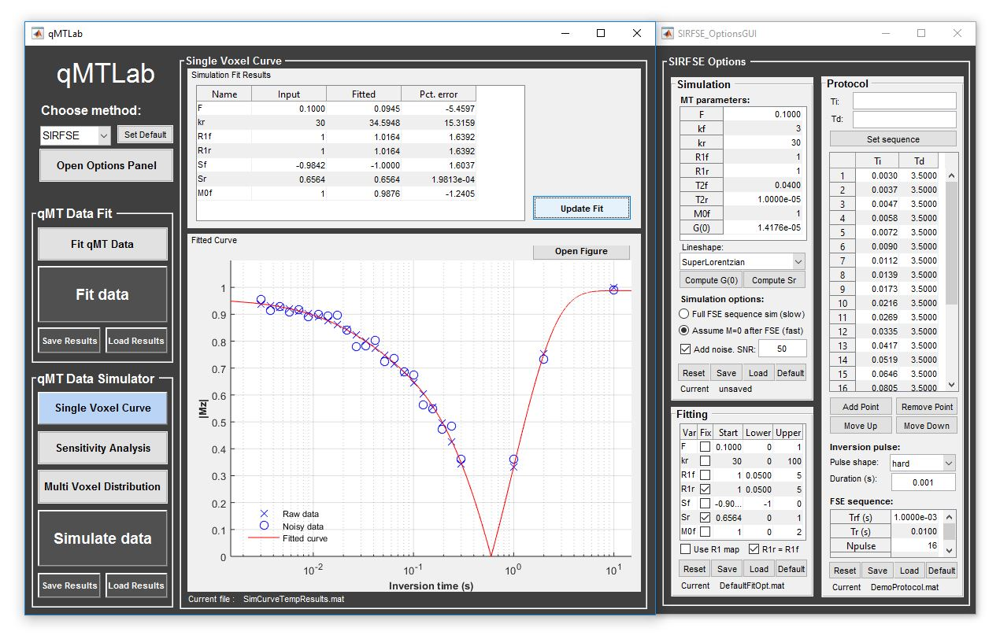 qMTLab
qMTLab
Choose method:
SIRFSE
Set Default
Open Options Panel
qMT Data Fit
Fit qMT Data
Fit data
Save Results Load Results
qMT Data Simulator
Single Voxel Curve
Sensitivity Analysis
Multi Voxel Distribution
Simulate data
Save Results Load Results
Single Voxel Curve
Simulation Fit Results
Name Input Fitted Pct. error
F 0.1000 0.0945 -5.4597
kr 30 34.5948 15.3159
R1f 1 1.0164 1.6392
R1r 1 1.0164 1.6392
Sf -0.9842 -1.0000 1.6037
Sr 0.6564 0.6564 1.9813e-04
M0f 1 0.9876 -1.2405
Update Fit
Fitted Curve
Open Figure
|Mz|
1
0.9
0.8
0.7
0.6
0.5
0.4
0.3
0.2
0.1
0
Raw data
Noisy data
Fitted curve
10-2 10-1 100 101
Inversion time (s)
Current file : SimCurveTempResults.mat
SIRFSE_OptionsGUI
SIRFSE Options
Simulation
MT parameters:
F 0.1000
kf 3
kr 30
R1f 1
R1r 1
T2f 0.0400
T2r 1.0000e-05
M0f 1
G(0) 1.4176e-05
Lineshape:
SuperLorentzian
Compute G(0) Compute Sr
Simulation options:
Full FSE sequence sim (slow)
Assume M=0 after FSE (fast)
Add noise. SNR: 50
Reset Save Load Default
Current unsaved
Fitting
Var Fix Start Lower Upper
F 0.1000 0 1
kr 30 0 100
R1f 1 0.0500 5
R1r 1 0.0500 5
Sf -0.90... -1 0
Sr 0.6564 0 1
M0f 1 0 2
Use R1 map R1r = R1f
Reset Save Load Default
Current DefaultFitOpt.mat
Protocol
Ti:
Td:
Set sequence
Ti Td
1 0.0030 3.5000
2 0.0037 3.5000
3 0.0047 3.5000
4 0.0058 3.5000
5 0.0072 3.5000
6 0.0090 3.5000
7 0.0112 3.5000
8 0.0139 3.5000
9 0.0173 3.5000
10 0.0216 3.5000
11 0.0269 3.5000
12 0.0335 3.5000
13 0.0417 3.5000
14 0.0519 3.5000
15 0.0646 3.5000
16 0.0805 3.5000
Add Point Remove Point
Move Up Move Down
Inversion pulse:
Pulse shape: hard
Duration (s): 0.001
FSE sequence:
Trf (s) 1.0000e-03
Tr (s) 0.0100
Npulse 16
Reset Save Load Default
Current DemoProtocol.mat